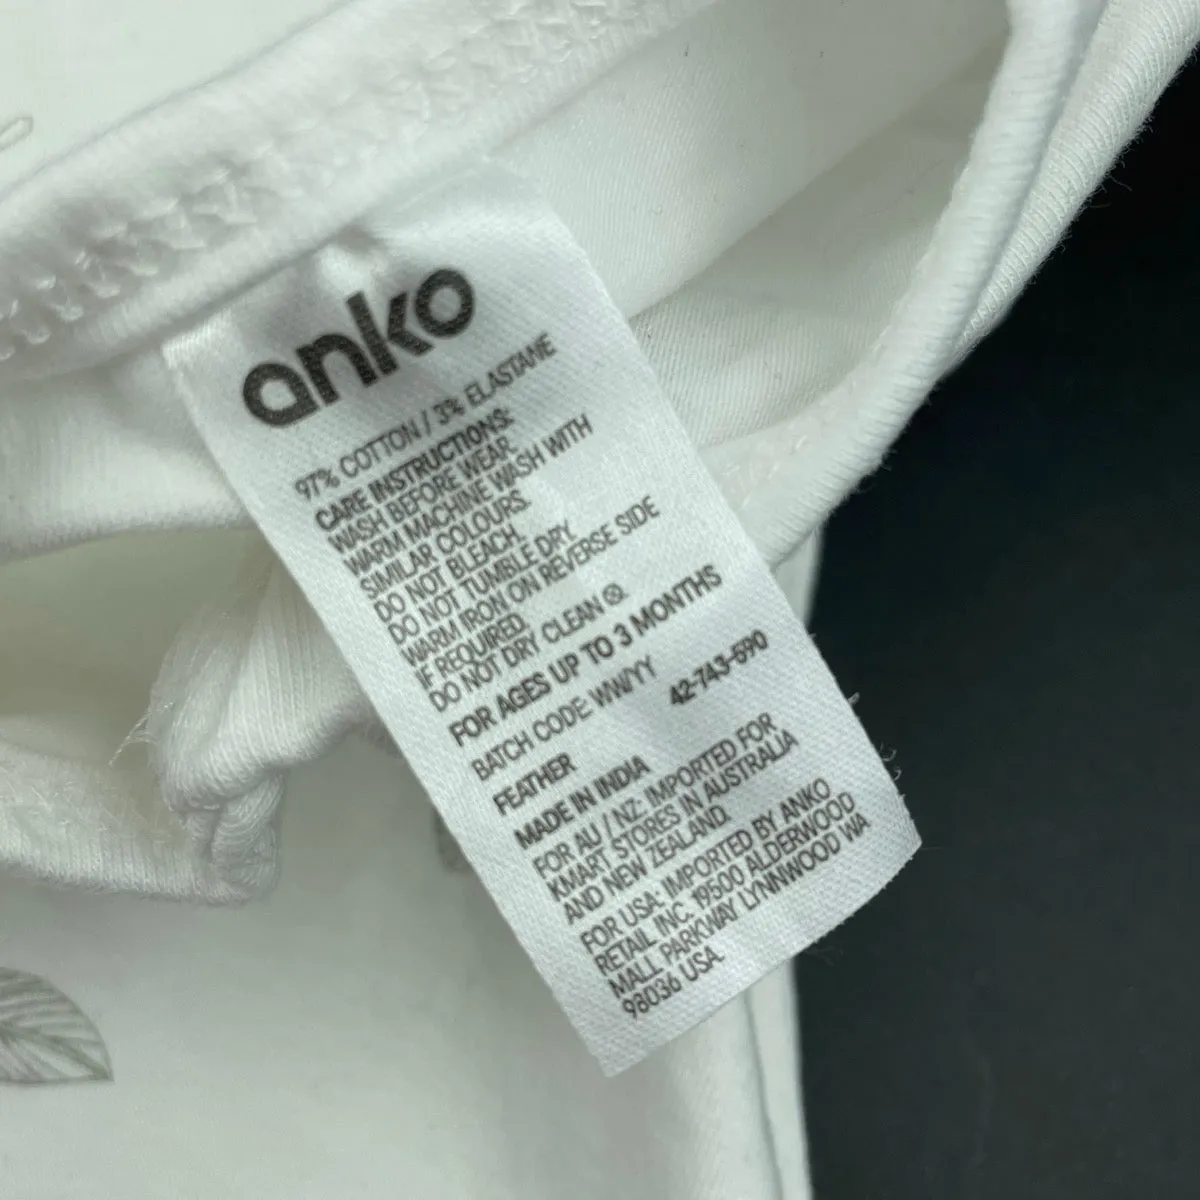 anko
97% COTTON / 3% ELASTANE
CARE INSTRUCTIONS:
WASH BEFORE WEAR.
WARM MACHINE WASH WITH
SIMILAR COLOURS.
DO NOT BLEACH.
DO NOT TUMBLE DRY.
WARM IRON ON REVERSE SIDE
IF REQUIRED.
DO NOT DRY CLEAN
FOR AGES UP TO 3 MONTHS
BATCH CODE: WW/YY 42-743-590
FEATHER
MADE IN INDIA
FOR AU / NZ: IMPORTED FOR
KMART STORES IN AUSTRALIA
AND NEW ZEALAND.
FOR USA: IMPORTED BY ANKO
RETAIL INC. 19500 ALDERWOOD
MALL PARKWAY LYNNWOOD WA
98036 USA.